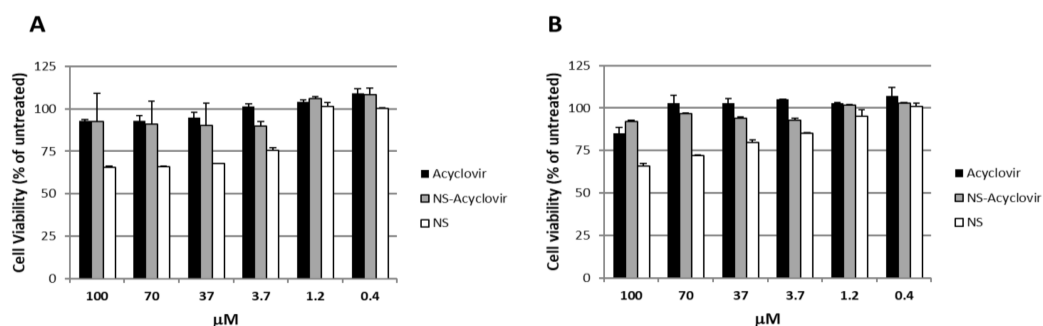 A
Cell Viability (% of untreated)
125
100
75
50
25
0
100 70 37 3.7 1.2 0.4
µM
Acyclovir
NS-Acyclovir
NS
B
Cell viability (% of untreated)
125
100
75
50
25
0
100 70 37 3.7 1.2 0.4
µM
Acyclovir
NS-Acyclovir
NS